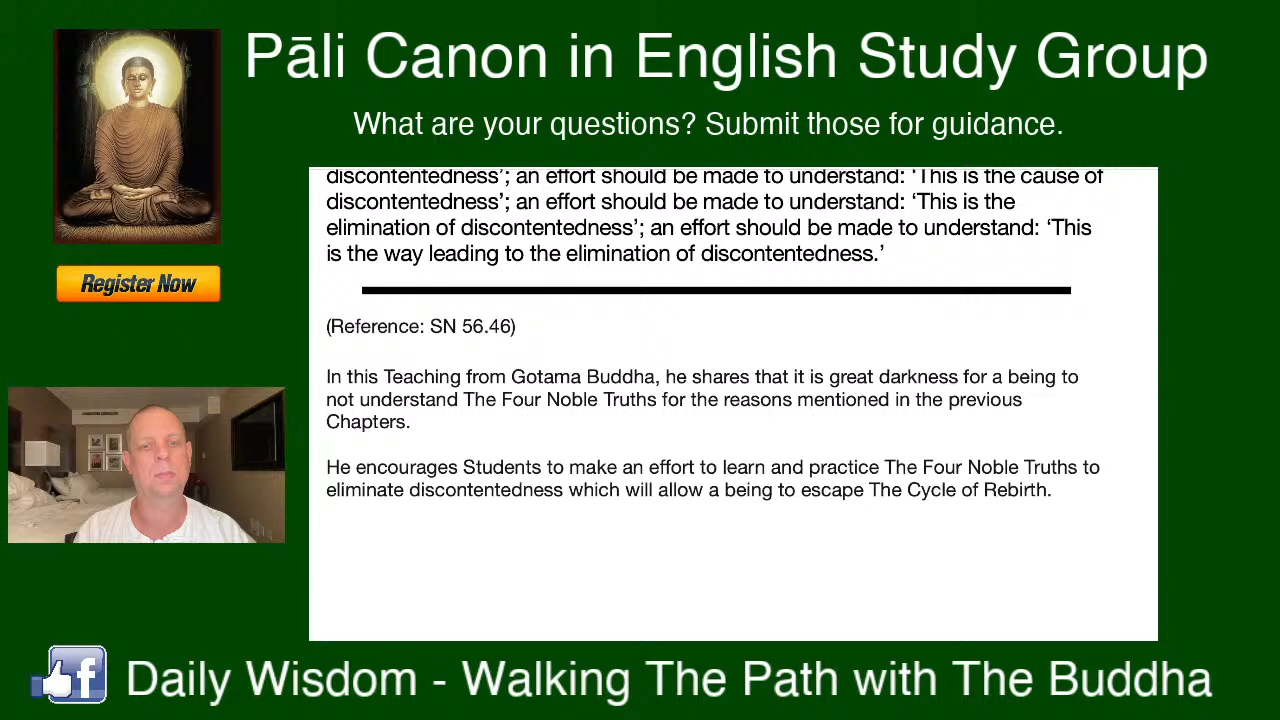 Pāli Canon in English Study Group
What are your questions? Submit those for guidance.
discontentedness’; an effort should be made to understand: ‘This is the cause of
discontentedness’; an effort should be made to understand: ‘This is the
elimination of discontentedness’; an effort should be made to understand: ‘This
is the way leading to the elimination of discontentedness.’
Register Now
(Reference: SN 56.46)
In this Teaching from Gotama Buddha, he shares that it is great darkness for a being to
not understand The Four Noble Truths for the reasons mentioned in the previous
Chapters.
He encourages Students to make an effort to learn and practice The Four Noble Truths to
eliminate discontentedness which will allow a being to escape The Cycle of Rebirth.
f
Daily Wisdom - Walking The Path with The Buddha